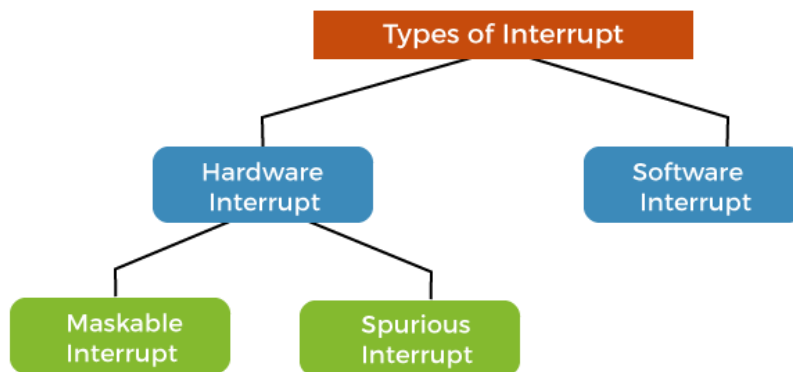 Types of Interrupt
Hardware
Interrupt
Software
Interrupt
Maskable
Interrupt
Spurious
Interrupt